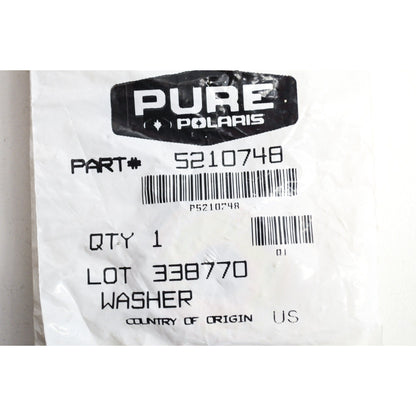 PURE
POLARIS
PART# 5210748
P5210748
QTY 1
01
LOT 338770
WASHER
COUNTRY OF ORIGIN US